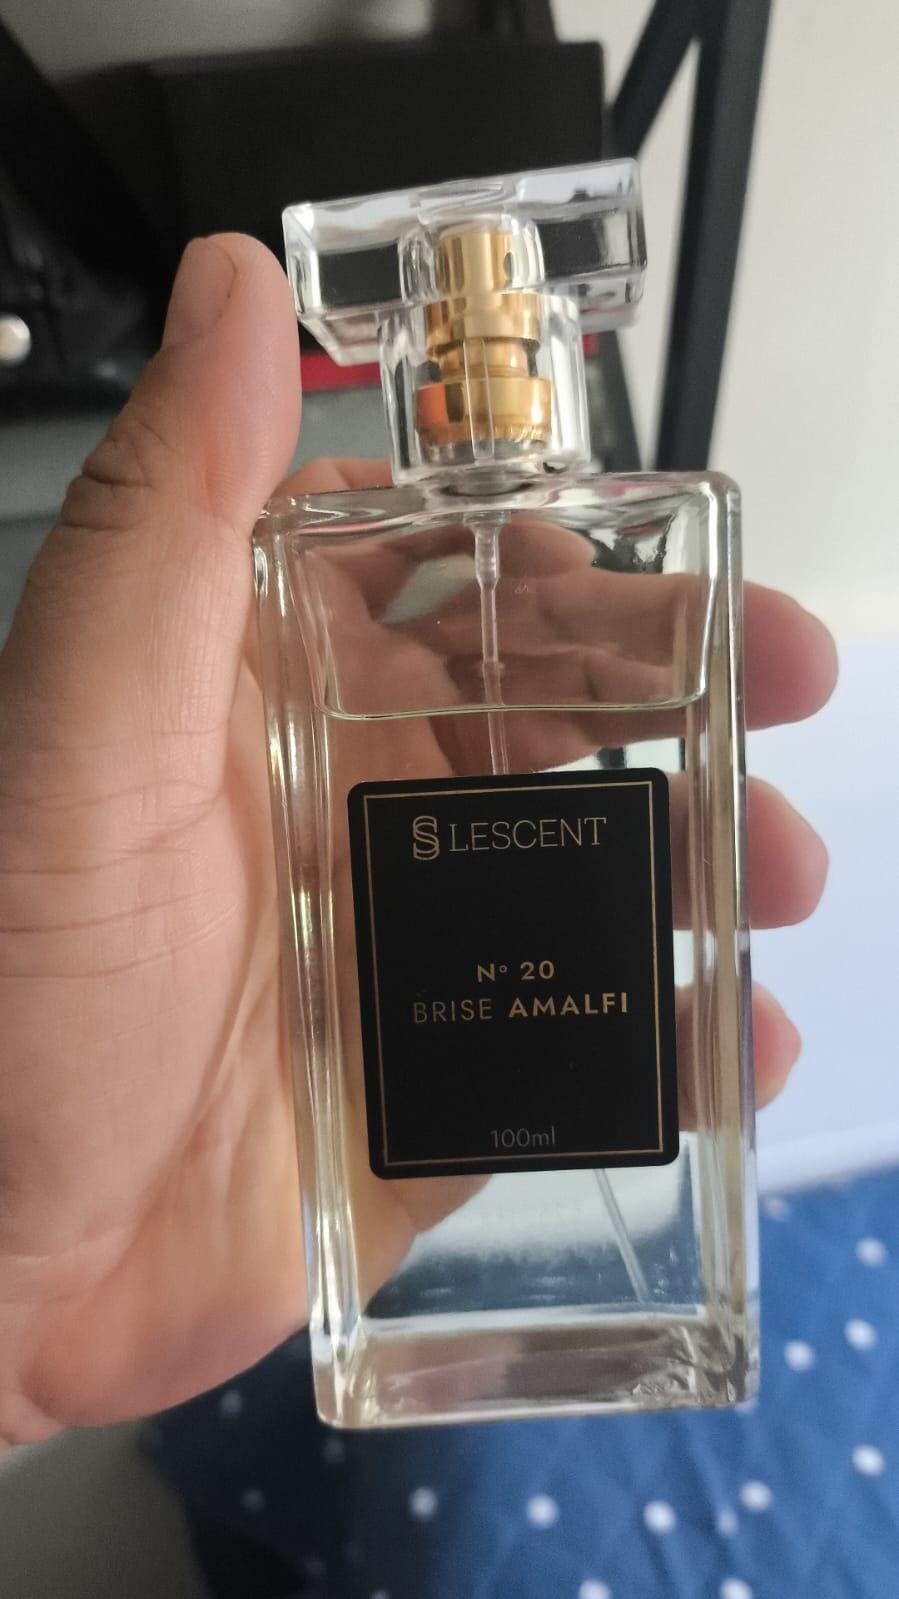 LESCENT
N° 20
BRISE AMALFI
100ml